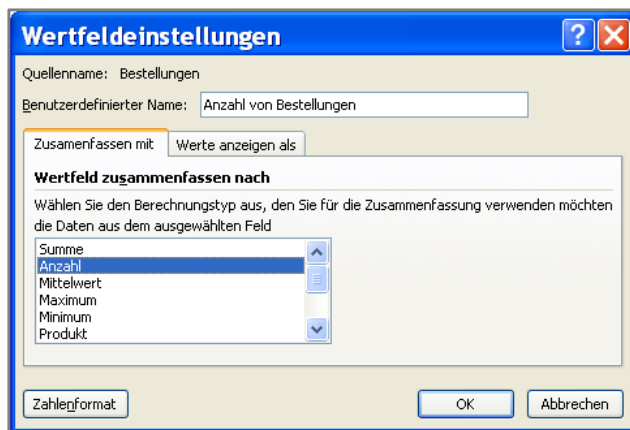 Wertfeldeinstellungen
Quellenname: Bestellungen
Benutzerdefinierter Name: Anzahl von Bestellungen
Zusamenfassen mit Werte anzeigen als
Wertfeld zusammenfassen nach
Wählen Sie den Berechnungstyp aus, den Sie für die Zusammenfassung verwenden möchten
die Daten aus dem ausgewählten Feld
Summe
Anzahl
Mittelwert
Maximum
Minimum
Produkt
Zahlenformat OK Abbrechen